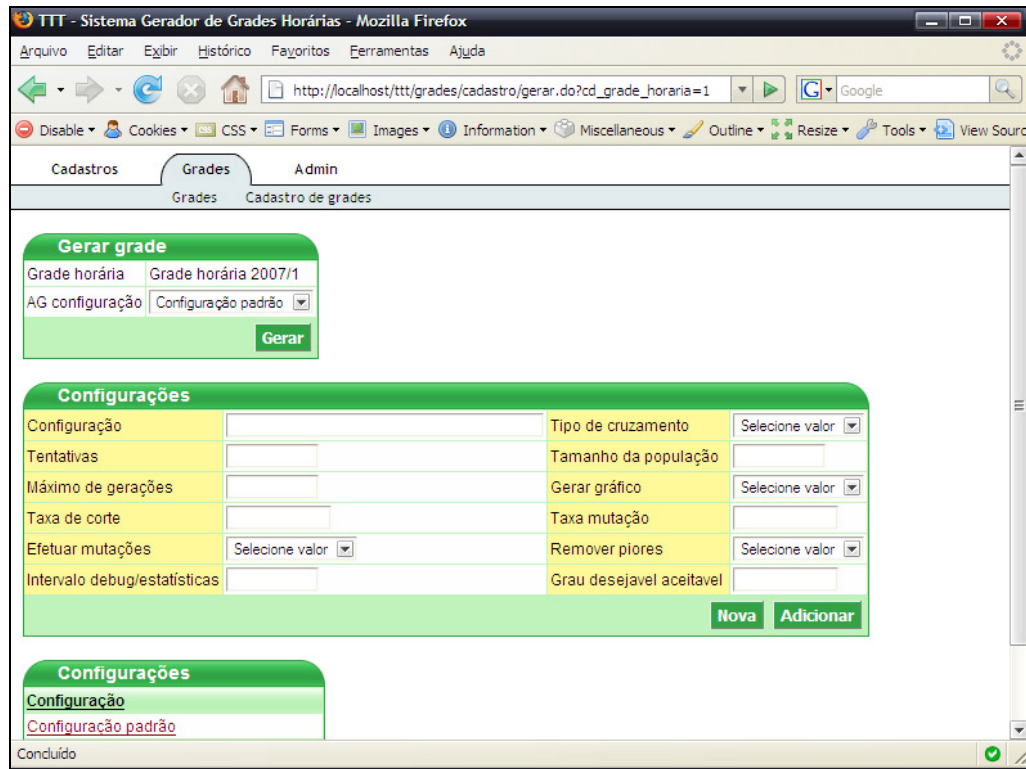 TTT - Sistema Gerador de Grades Horárias - Mozilla Firefox
Arquivo Editar Exibir Histórico Favoritos Ferramentas Ajuda
http://localhost/ttt/grades/cadastro/gerar.do?cd_grade_horaria=1 G Google
Disable Cookies CSS CSS Forms Images Information Miscellaneous Outline Resize Tools View Sourc
Cadastros Grades Admin
Grades Cadastro de grades
Gerar grade
Grade horária Grade horária 2007/1
AG configuração Configuração padrão
Gerar
Configurações
Configuração Tipo de cruzamento Selecione valor
Tentativas Tamanho da população
Máximo de gerações Gerar gráfico Selecione valor
Taxa de corte Taxa mutação
Efetuar mutações Selecione valor Remover piores Selecione valor
Intervalo debug/estatísticas Grau desejavel aceitavel
Nova Adicionar
Configurações
Configuração
Configuração padrão
Concluído